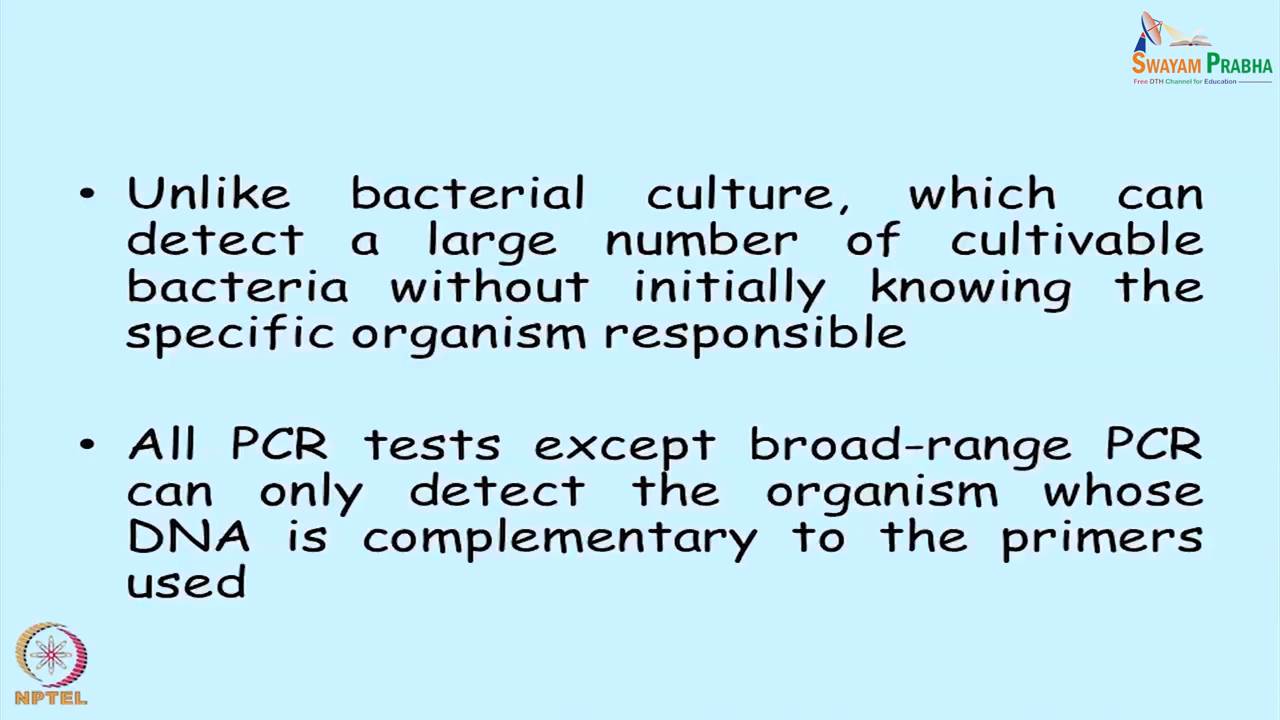 SWAYAM PRABHA
Free DTH Channel for Education
• Unlike bacterial culture, which can
detect a large number of cultivable
bacteria without initially knowing the
specific organism responsible
• All PCR tests except broad-range PCR
can only detect the organism whose
DNA is complementary to the primers
used
NPTEL